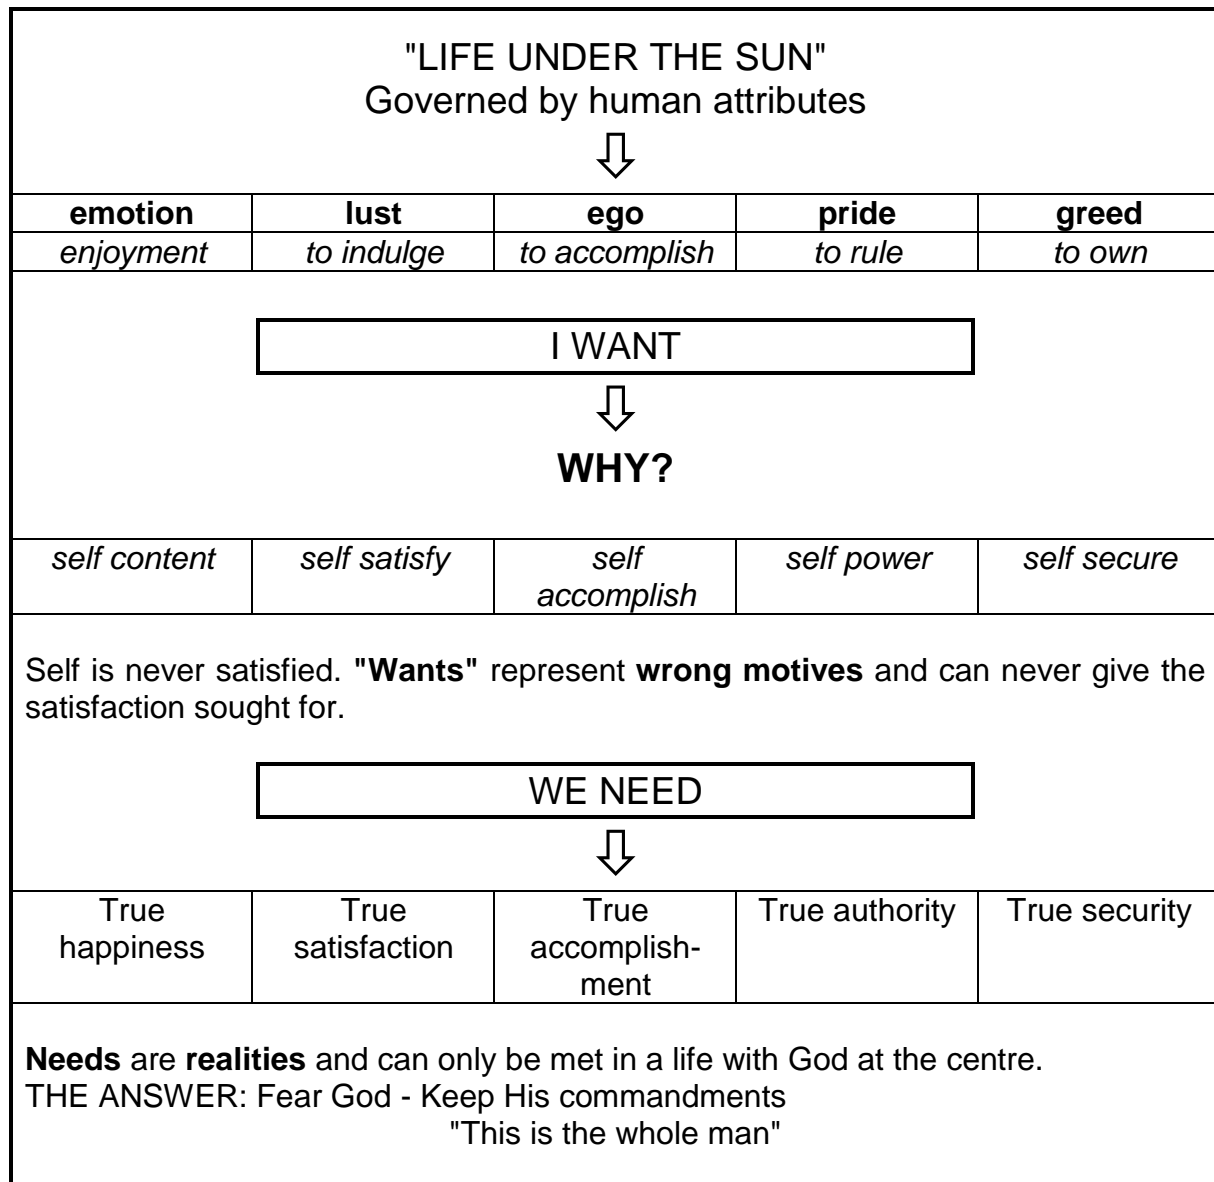 "LIFE UNDER THE SUN"
Governed by human attributes
emotion lust ego pride greed
enjoyment to indulge to accomplish to rule to own
I WANT
WHY?
self content self satisfy self accomplish self power self secure
Self is never satisfied. "Wants" represent wrong motives and can never give the
satisfaction sought for.
WE NEED
True happiness True satisfaction True accomplish-ment True authority True security
Needs are realities and can only be met in a life with God at the centre.
THE ANSWER: Fear God - Keep His commandments
"This is the whole man"